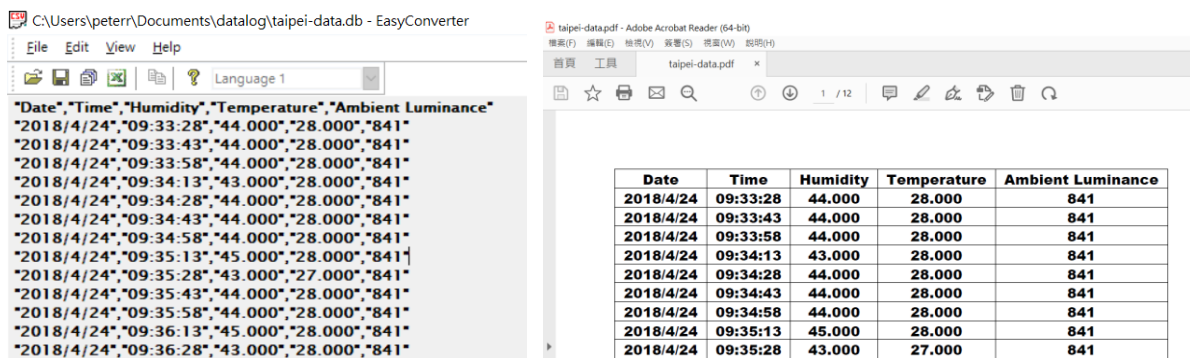 C:\Users\peterr\Documents\datalog\taipei-data.db - EasyConverter
File Edit View Help
Language 1
"Date","Time","Humidity","Temperature","Ambient Luminance"
"2018/4/24","09:33:28","44.000","28.000","841"
"2018/4/24","09:33:43","44.000","28.000","841"
"2018/4/24","09:33:58","44.000","28.000","841"
"2018/4/24","09:34:13","43.000","28.000","841"
"2018/4/24","09:34:28","44.000","28.000","841"
"2018/4/24","09:34:43","44.000","28.000","841"
"2018/4/24","09:34:58","44.000","28.000","841"
"2018/4/24","09:35:13","45.000","28.000","841"
"2018/4/24","09:35:28","43.000","27.000","841"
"2018/4/24","09:35:43","44.000","28.000","841"
"2018/4/24","09:35:58","44.000","28.000","841"
"2018/4/24","09:36:13","45.000","28.000","841"
"2018/4/24","09:36:28","43.000","28.000","841"
taipei-data.pdf - Adobe Acrobat Reader (64-bit)
檔案(F) 編輯(E) 檢視(V) 簽署(S) 視窗(W) 說明(H)
首頁 工具 taipei-data.pdf ×
1 / 12
Date Time Humidity Temperature Ambient Luminance
2018/4/24 09:33:28 44.000 28.000 841
2018/4/24 09:33:43 44.000 28.000 841
2018/4/24 09:33:58 44.000 28.000 841
2018/4/24 09:34:13 43.000 28.000 841
2018/4/24 09:34:28 44.000 28.000 841
2018/4/24 09:34:43 44.000 28.000 841
2018/4/24 09:34:58 44.000 28.000 841
2018/4/24 09:35:13 45.000 28.000 841
2018/4/24 09:35:28 43.000 27.000 841